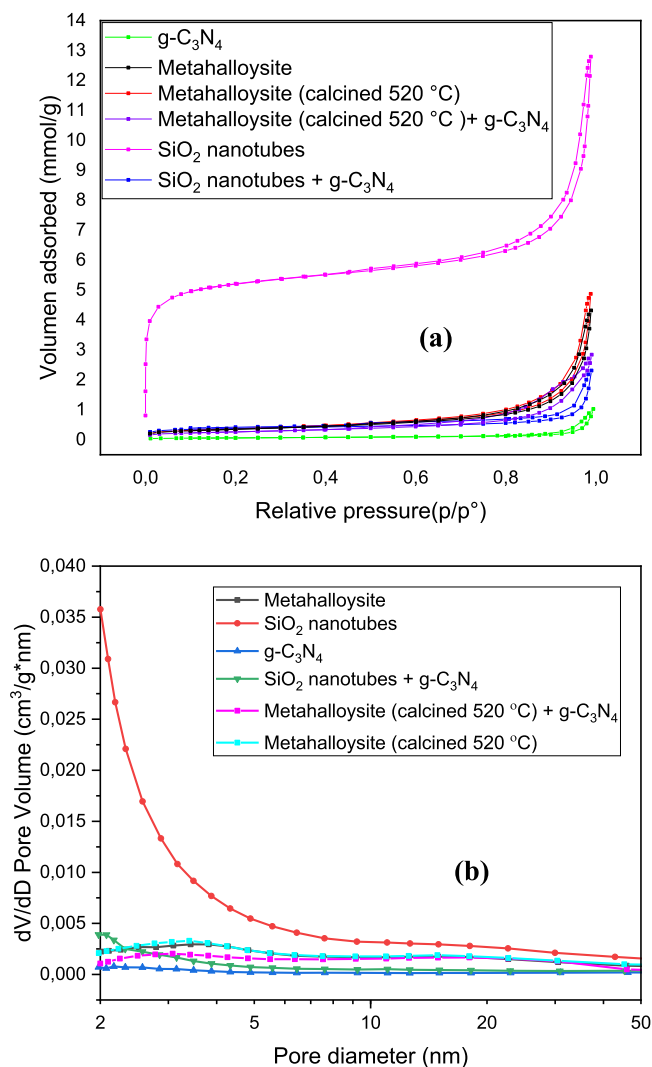 14
13
12
11
10
9
8
7
6
5
4
3
2
1
0
Volumen adsorbed (mmol/g)
g-C₃N₄
Metahalloysite
Metahalloysite (calcined 520 °C)
Metahalloysite (calcined 520 °C )+ g-C₃N₄
SiO₂ nanotubes
SiO₂ nanotubes + g-C₃N₄
(a)
0,0 0,2 0,4 0,6 0,8 1,0
Relative pressure(p/p°)
0,040
0,035
0,030
0,025
0,020
0,015
0,010
0,005
0,000
dV/dD Pore Volume (cm³/g*nm)
Metahalloysite
SiO₂ nanotubes
g-C₃N₄
SiO₂ nanotubes + g-C₃N₄
Metahalloysite (calcined 520 °C) + g-C₃N₄
Metahalloysite (calcined 520 °C)
(b)
2 5 10 20 50
Pore diameter (nm)